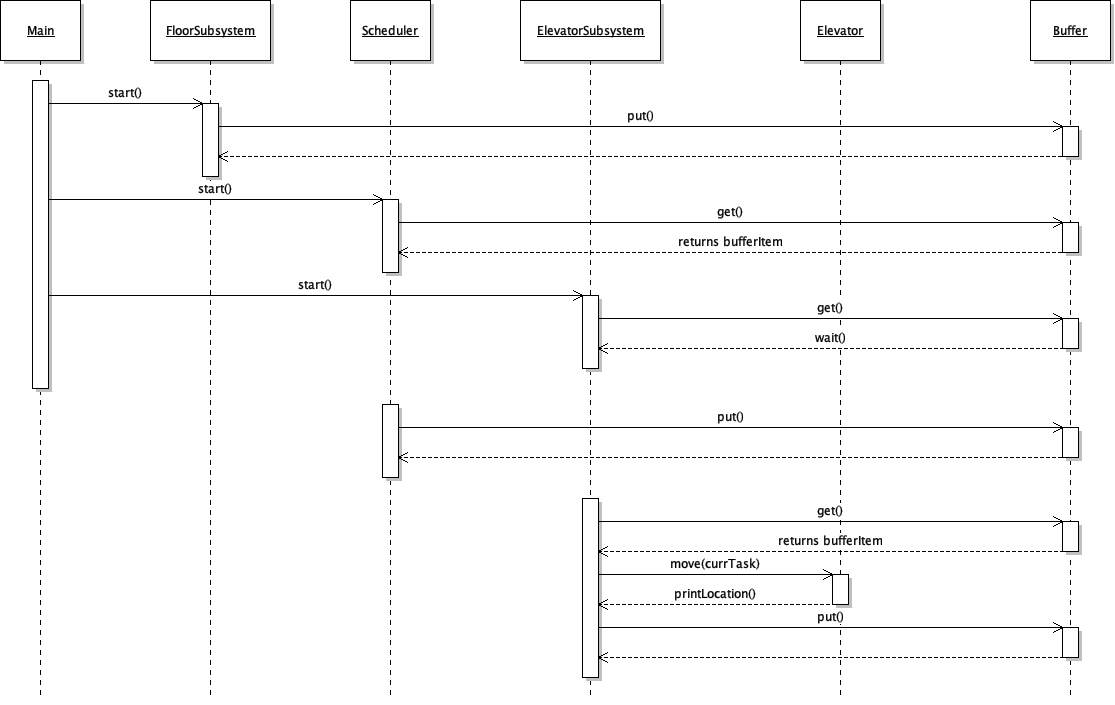 Main
FloorSubsystem
Scheduler
ElevatorSubsystem
Elevator
Buffer
start()
put()
start()
get()
returns bufferItem
start()
get()
wait()
put()
get()
returns bufferItem
move(currTask)
printLocation()
put()